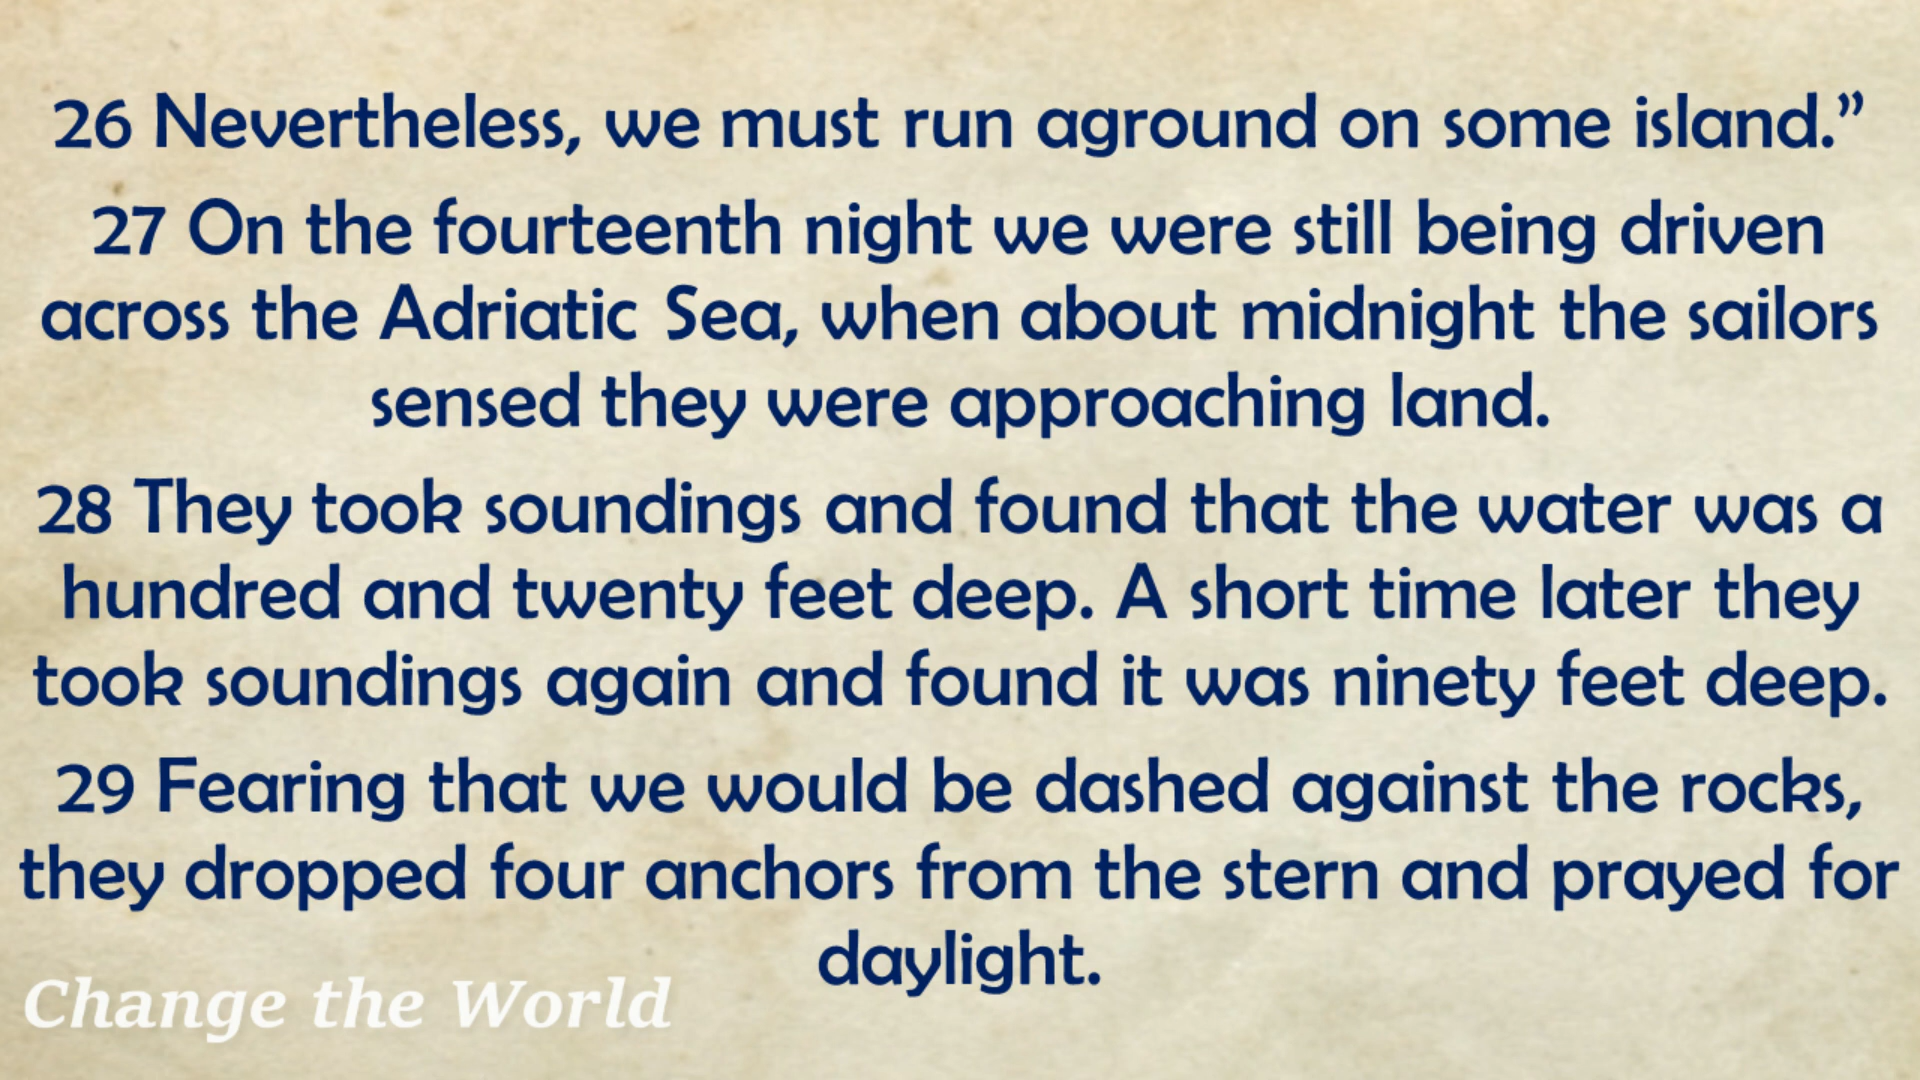 26 Nevertheless, we must run aground on some island.”
27 On the fourteenth night we were still being driven
across the Adriatic Sea, when about midnight the sailors
sensed they were approaching land.
28 They took soundings and found that the water was a
hundred and twenty feet deep. A short time later they
took soundings again and found it was ninety feet deep.
29 Fearing that we would be dashed against the rocks,
they dropped four anchors from the stern and prayed for
daylight.
Change the World